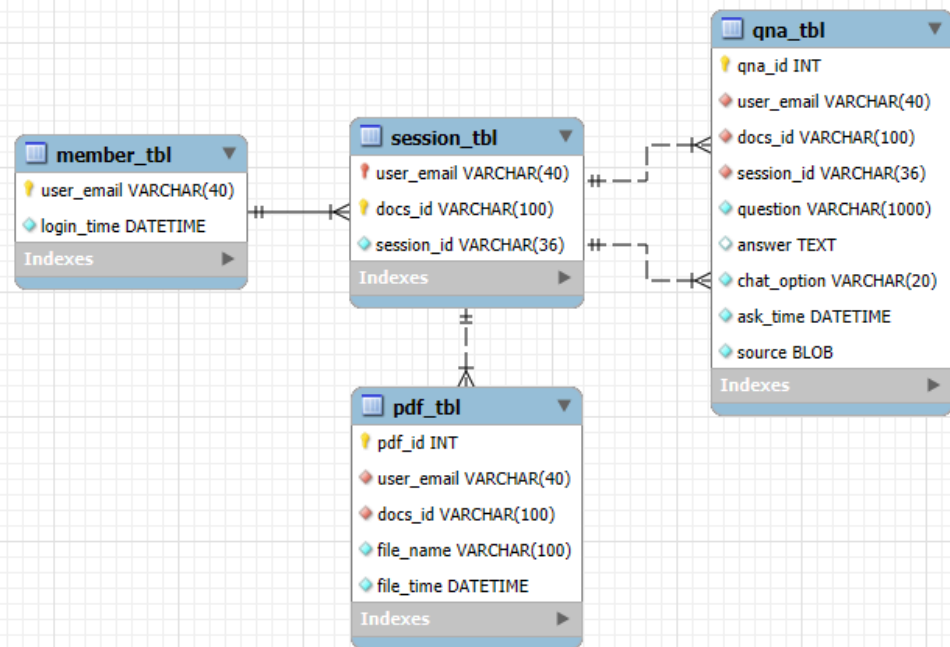 member_tbl
user_email VARCHAR(40)
login_time DATETIME
Indexes
session_tbl
user_email VARCHAR(40)
docs_id VARCHAR(100)
session_id VARCHAR(36)
Indexes
qna_tbl
qna_id INT
user_email VARCHAR(40)
docs_id VARCHAR(100)
session_id VARCHAR(36)
question VARCHAR(1000)
answer TEXT
chat_option VARCHAR(20)
ask_time DATETIME
source BLOB
Indexes
pdf_tbl
pdf_id INT
user_email VARCHAR(40)
docs_id VARCHAR(100)
file_name VARCHAR(100)
file_time DATETIME
Indexes